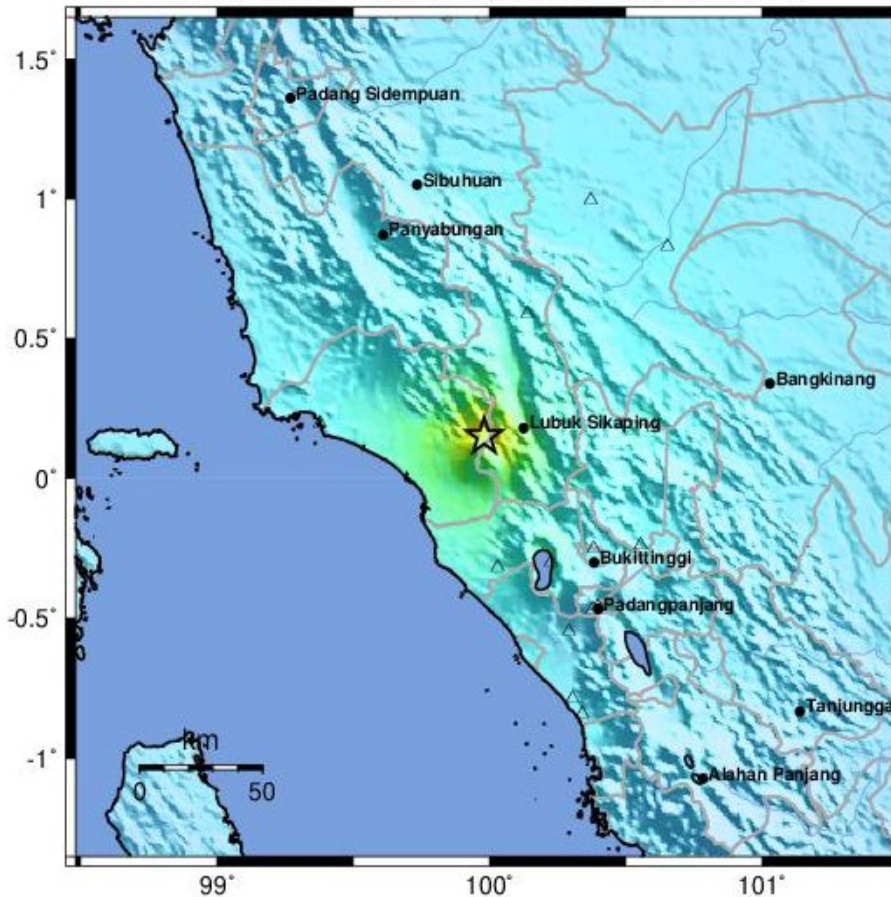 1.5°
Padang Sidempuan
Sibuhuan
1°
Panyabungan
0.5°
Bangkinang
Lubuk Sikaping
0°
Bukittinggi
-0.5°
Padangpanjang
Tanjungga
km
-1°
Alahan Panjang
0 50
99° 100° 101°